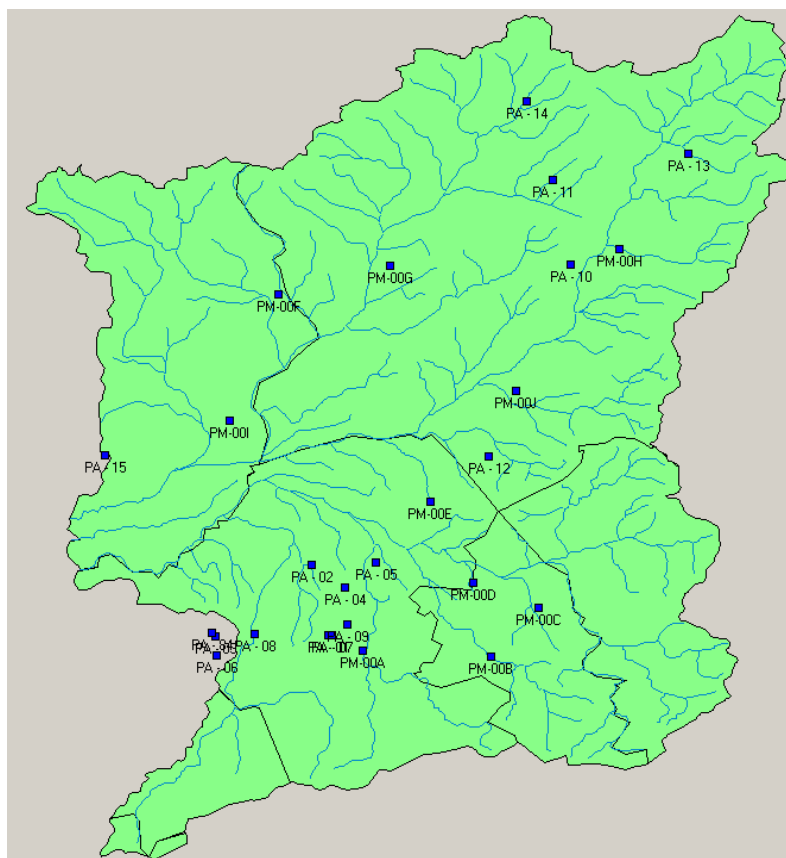 PA - 14
PA - 13
PA - 11
PM-00H
PA - 10
PM-00G
PM-00F
PM-00J
PM-00I
PA - 15
PA - 12
PM-00E
PA - 02
PA - 05
PA - 04
PM-00D
PM-00C
PA - 09
PA - 08
PM-00A
PM-00B
PA - 06